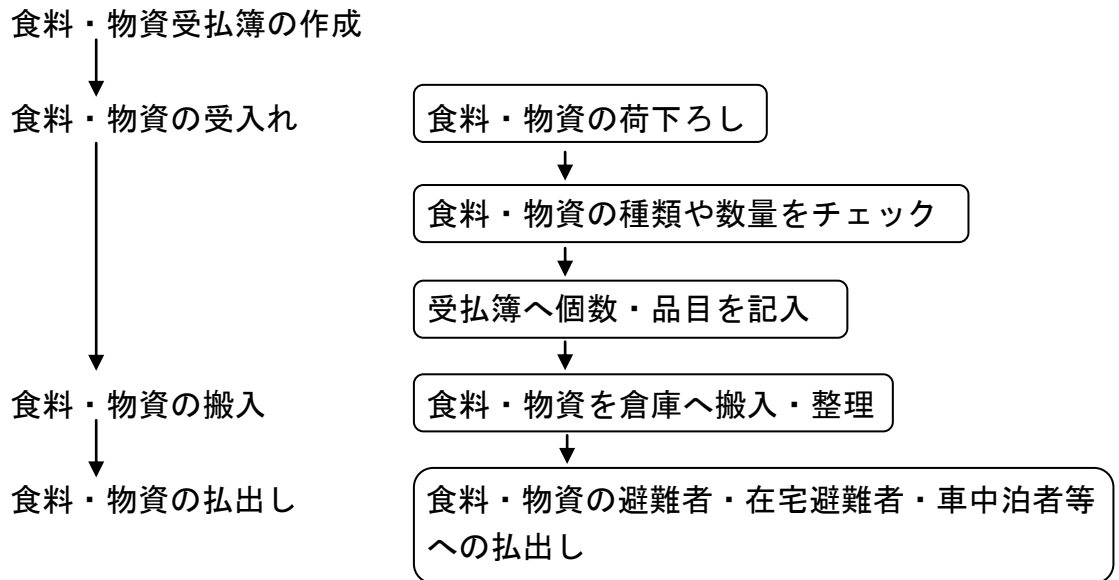 食料・物資受払簿の作成
食料・物資の受入れ
食料・物資の荷下ろし
食料・物資の種類や数量をチェック
受払簿へ個数・品目を記入
食料・物資の搬入
食料・物資を倉庫へ搬入・整理
食料・物資の払出し
食料・物資の避難者・在宅避難者・車中泊者等
への払出し